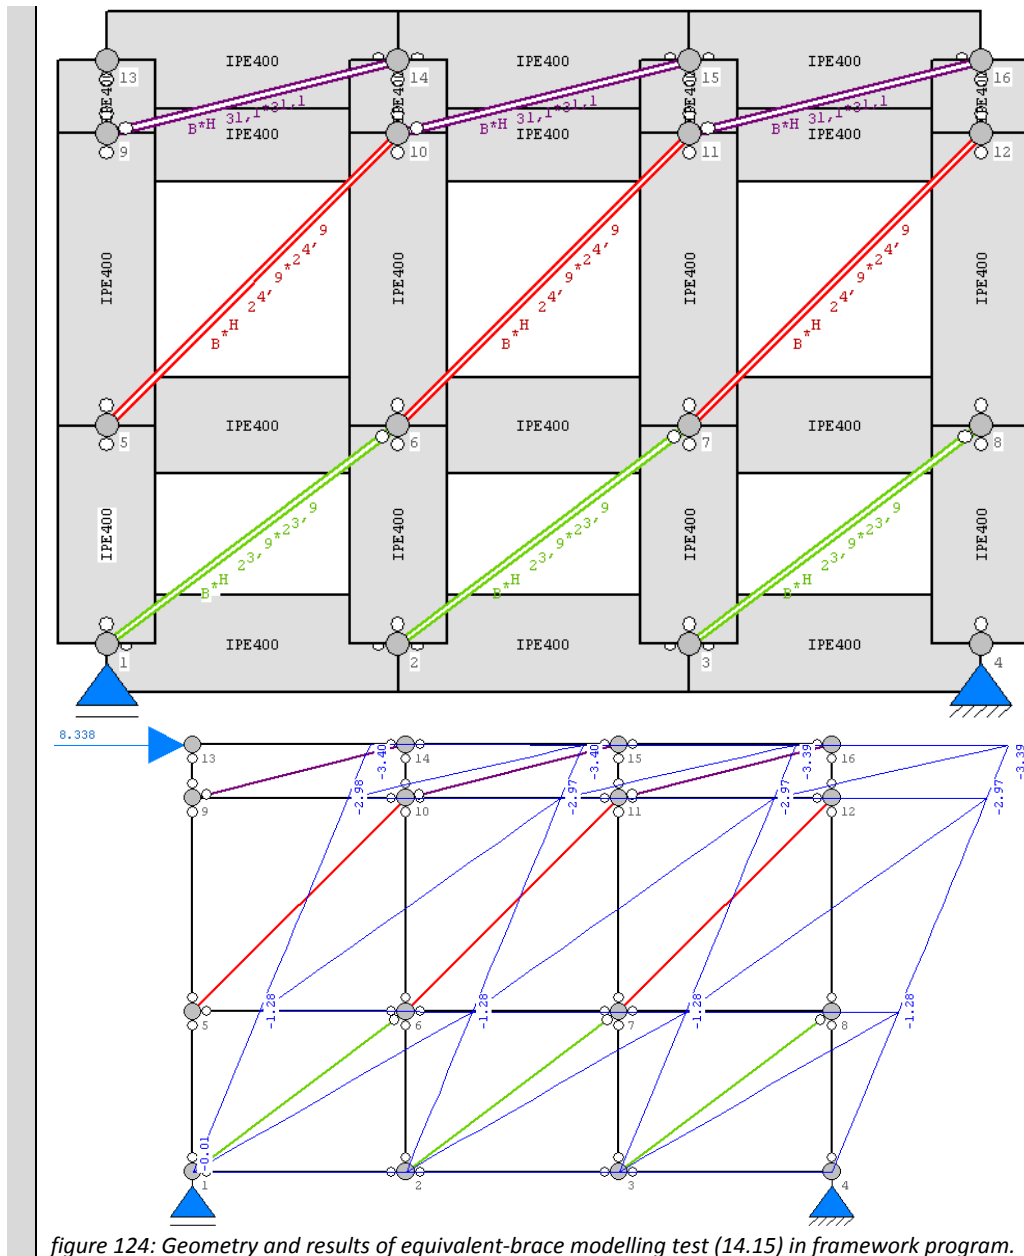 IPE400 IPE400 IPE400
13 14 15 16
IPE400 IPE400 IPE400 IPE400
B*H 31,1*31,1 B*H 31,1*31,1 B*H 31,1*31,1
IPE400 IPE400 IPE400
9 10 11 12
B*H 24,9*24,9 B*H 24,9*24,9 B*H 24,9*24,9
IPE400 IPE400 IPE400 IPE400
IPE400 IPE400 IPE400
5 6 7 8
B*H 23,9*23,9 B*H 23,9*23,9 B*H 23,9*23,9
IPE400 IPE400 IPE400 IPE400
IPE400 IPE400 IPE400
1 2 3 4
8.338
13 14 15 16
-3.40 -3.40 -3.39 -3.39
-2.98 -2.97 -2.97 -2.97
9 10 11 12
-1.28 -1.28 -1.28 -1.28
5 6 7 8
-0.01
1 2 3 4
figure 124: Geometry and results of equivalent-brace modelling test (14.15) in framework program.